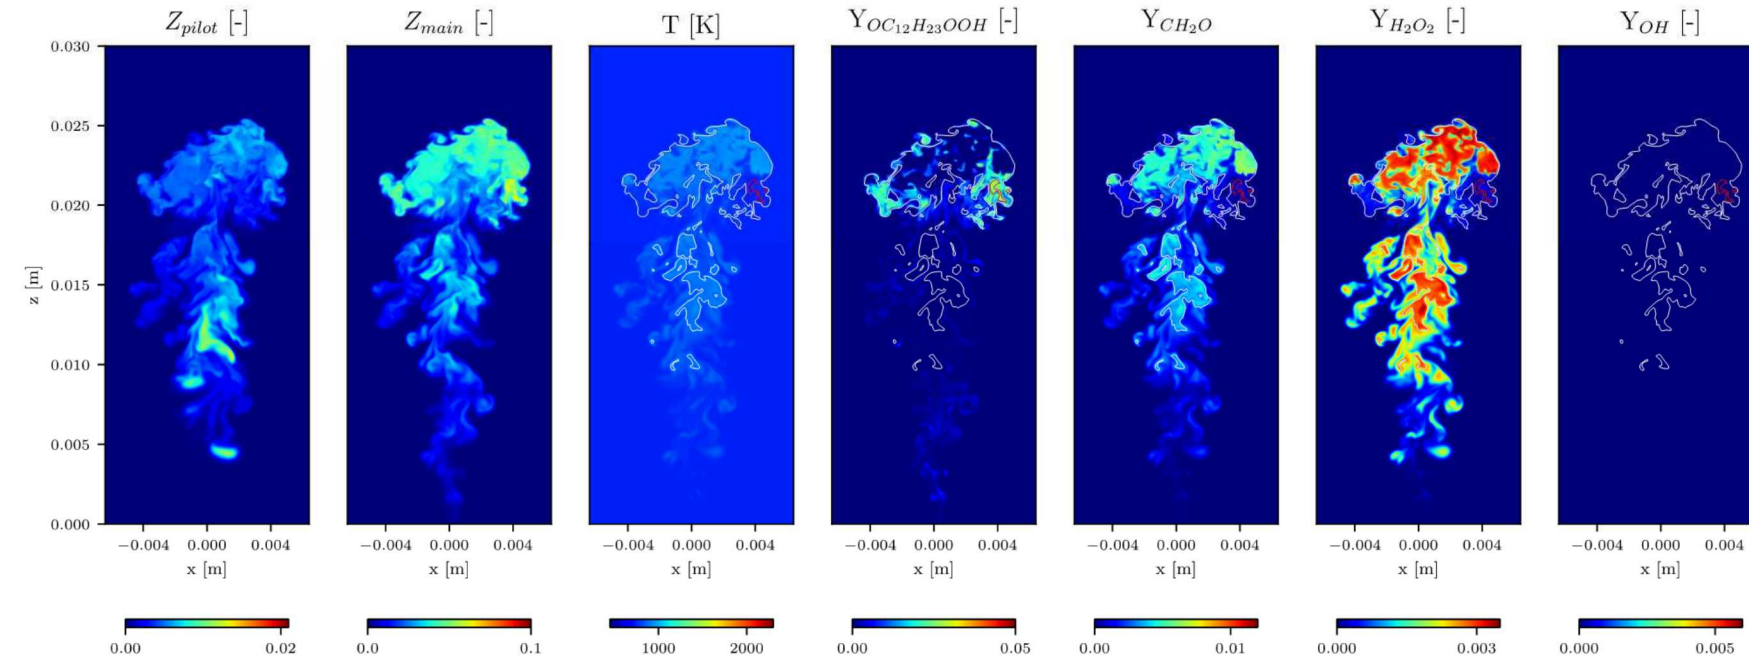 Z_pilot [-] Z_main [-] T [K] Y_OC12H23OOH [-] Y_CH2O Y_H2O2 [-] Y_OH [-]
0.030
0.025
0.020
0.015
0.010
0.005
0.000
z [m]
−0.004 0.000 0.004 −0.004 0.000 0.004 −0.004 0.000 0.004 −0.004 0.000 0.004 −0.004 0.000 0.004 −0.004 0.000 0.004 −0.004 0.000 0.004
x [m] x [m] x [m] x [m] x [m] x [m] x [m]
0.00 0.02 0.0 0.1 1000 2000 0.00 0.05 0.00 0.01 0.000 0.003 0.000 0.005